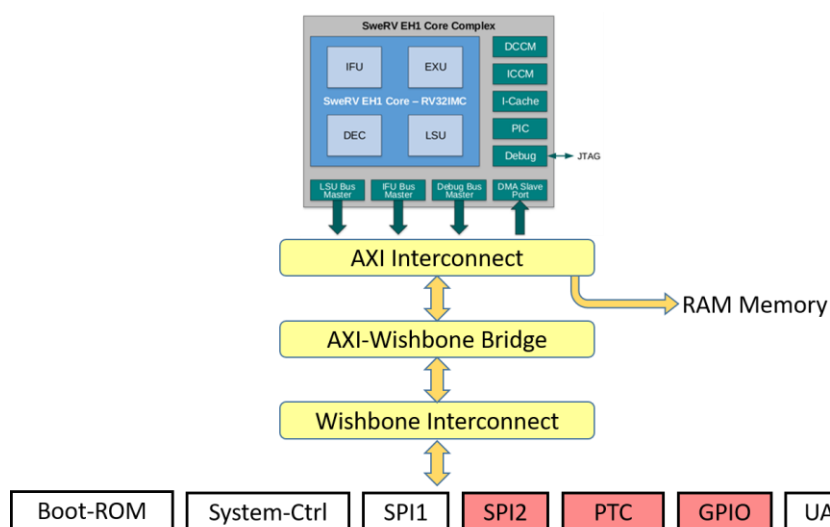 SweRV EH1 Core Complex
IFU
EXU
SweRV EH1 Core – RV32IMC
DEC
LSU
DCCM
ICCM
I-Cache
PIC
Debug
JTAG
LSU Bus
Master
IFU Bus
Master
Debug Bus
Master
DMA Slave
Port
AXI Interconnect
RAM Memory
AXI-Wishbone Bridge
Wishbone Interconnect
Boot-ROM
System-Ctrl
SPI1
SPI2
PTC
GPIO
UA